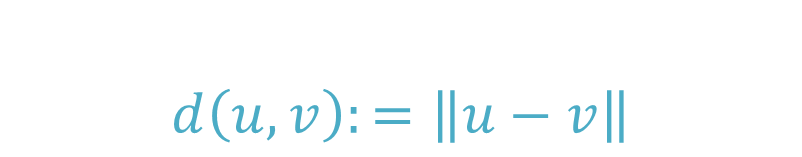 𝑑(𝑢, 𝑣): = ‖𝑢 − 𝑣‖